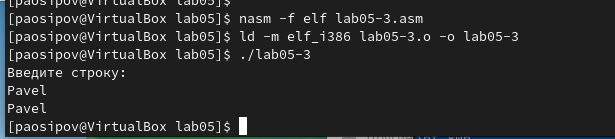 [paosipov@VirtualBox lab05]$ nasm -f elf lab05-3.asm
[paosipov@VirtualBox lab05]$ ld -m elf_i386 lab05-3.o -o lab05-3
[paosipov@VirtualBox lab05]$ ./lab05-3
Введите строку:
Pavel
Pavel
[paosipov@VirtualBox lab05]$